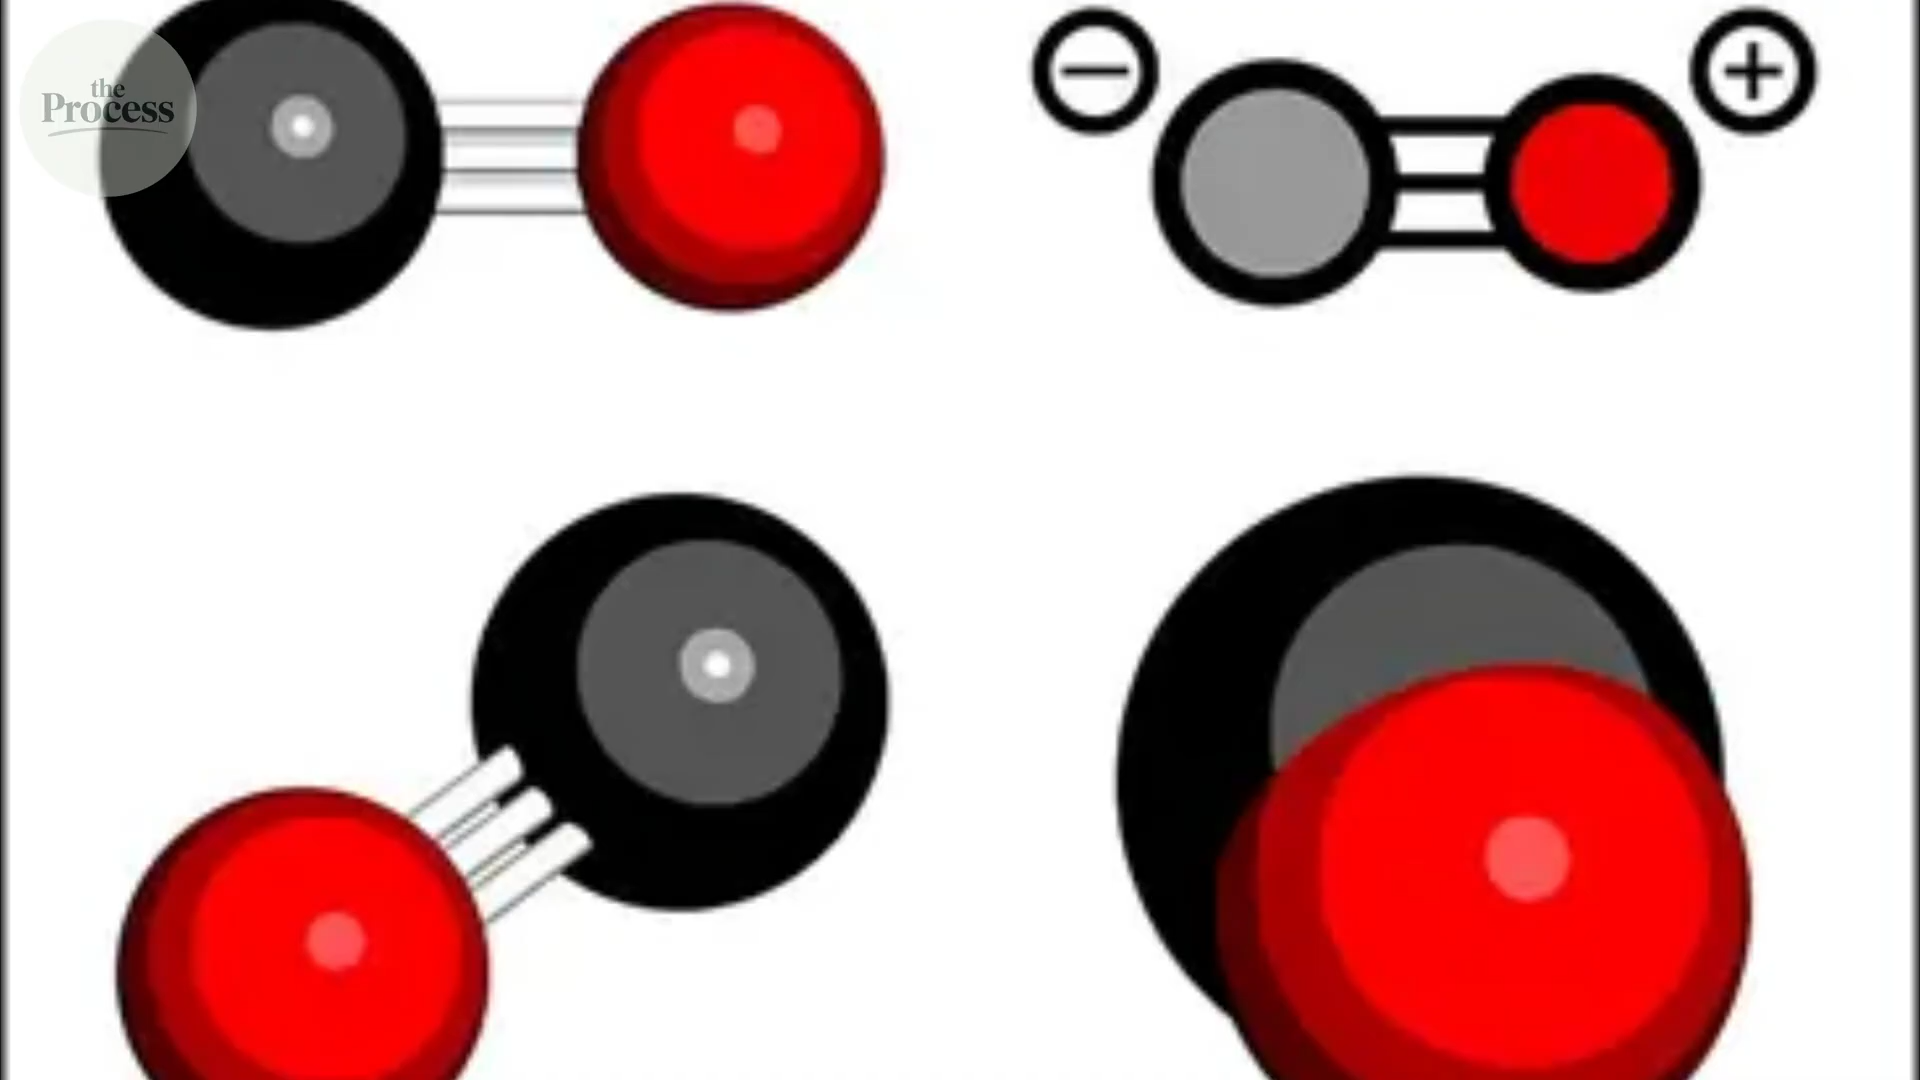 the
Process
−
+